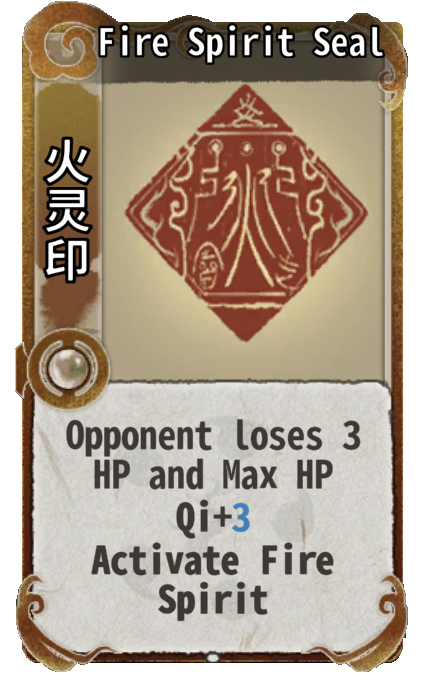 Fire Spirit Seal
火灵印
Opponent loses 3
HP and Max HP
Qi+3
Activate Fire
Spirit